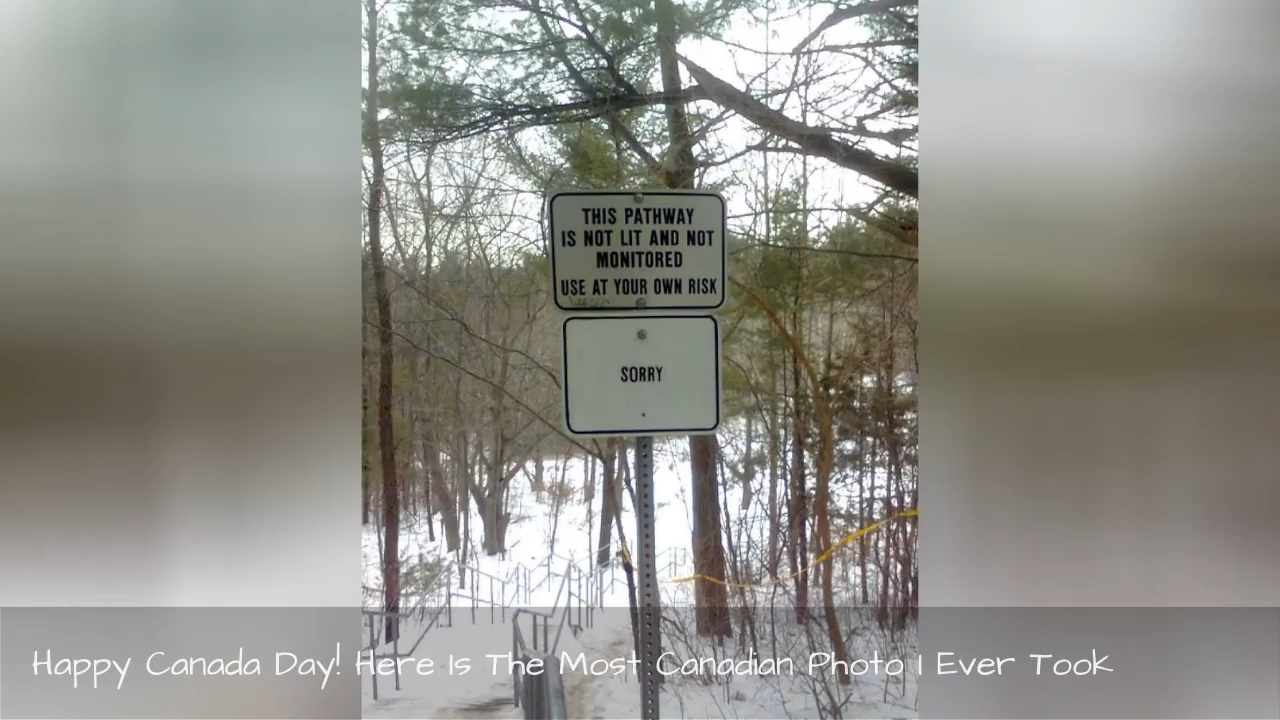 THIS PATHWAY
IS NOT LIT AND NOT
MONITORED
USE AT YOUR OWN RISK
SORRY
Happy Canada Day! Here Is The Most Canadian Photo I Ever Took